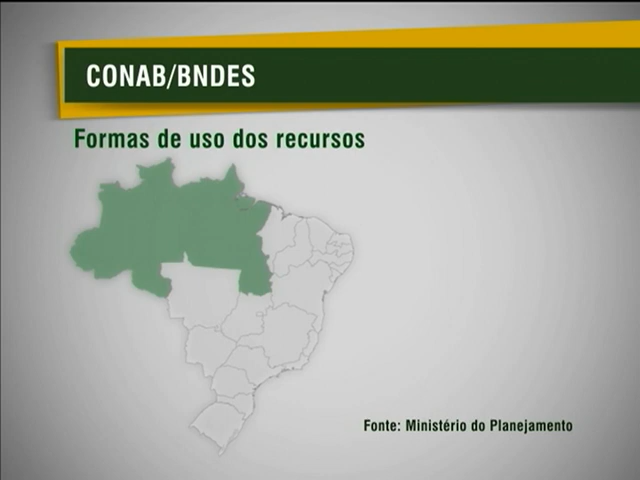 CONAB/BNDES
Formas de uso dos recursos
Fonte: Ministério do Planejamento